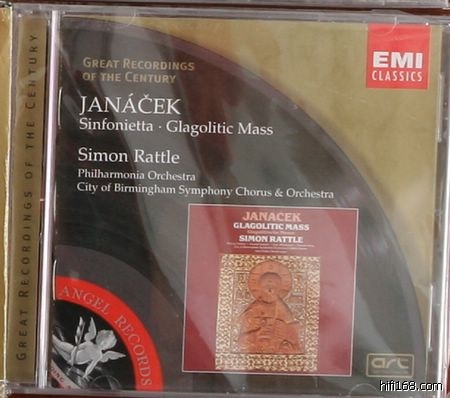 GREAT RECORDINGS OF THE CENTURY
GREAT RECORDINGS
OF THE CENTURY
EMI
CLASSICS
JANÁČEK
Sinfonietta · Glagolitic Mass
Simon Rattle
Philharmonia Orchestra
City of Birmingham Symphony Chorus & Orchestra
JANACEK
GLAGOLITIC MASS
SIMON RATTLE
ANGEL RECORDS
art
hifi168.com